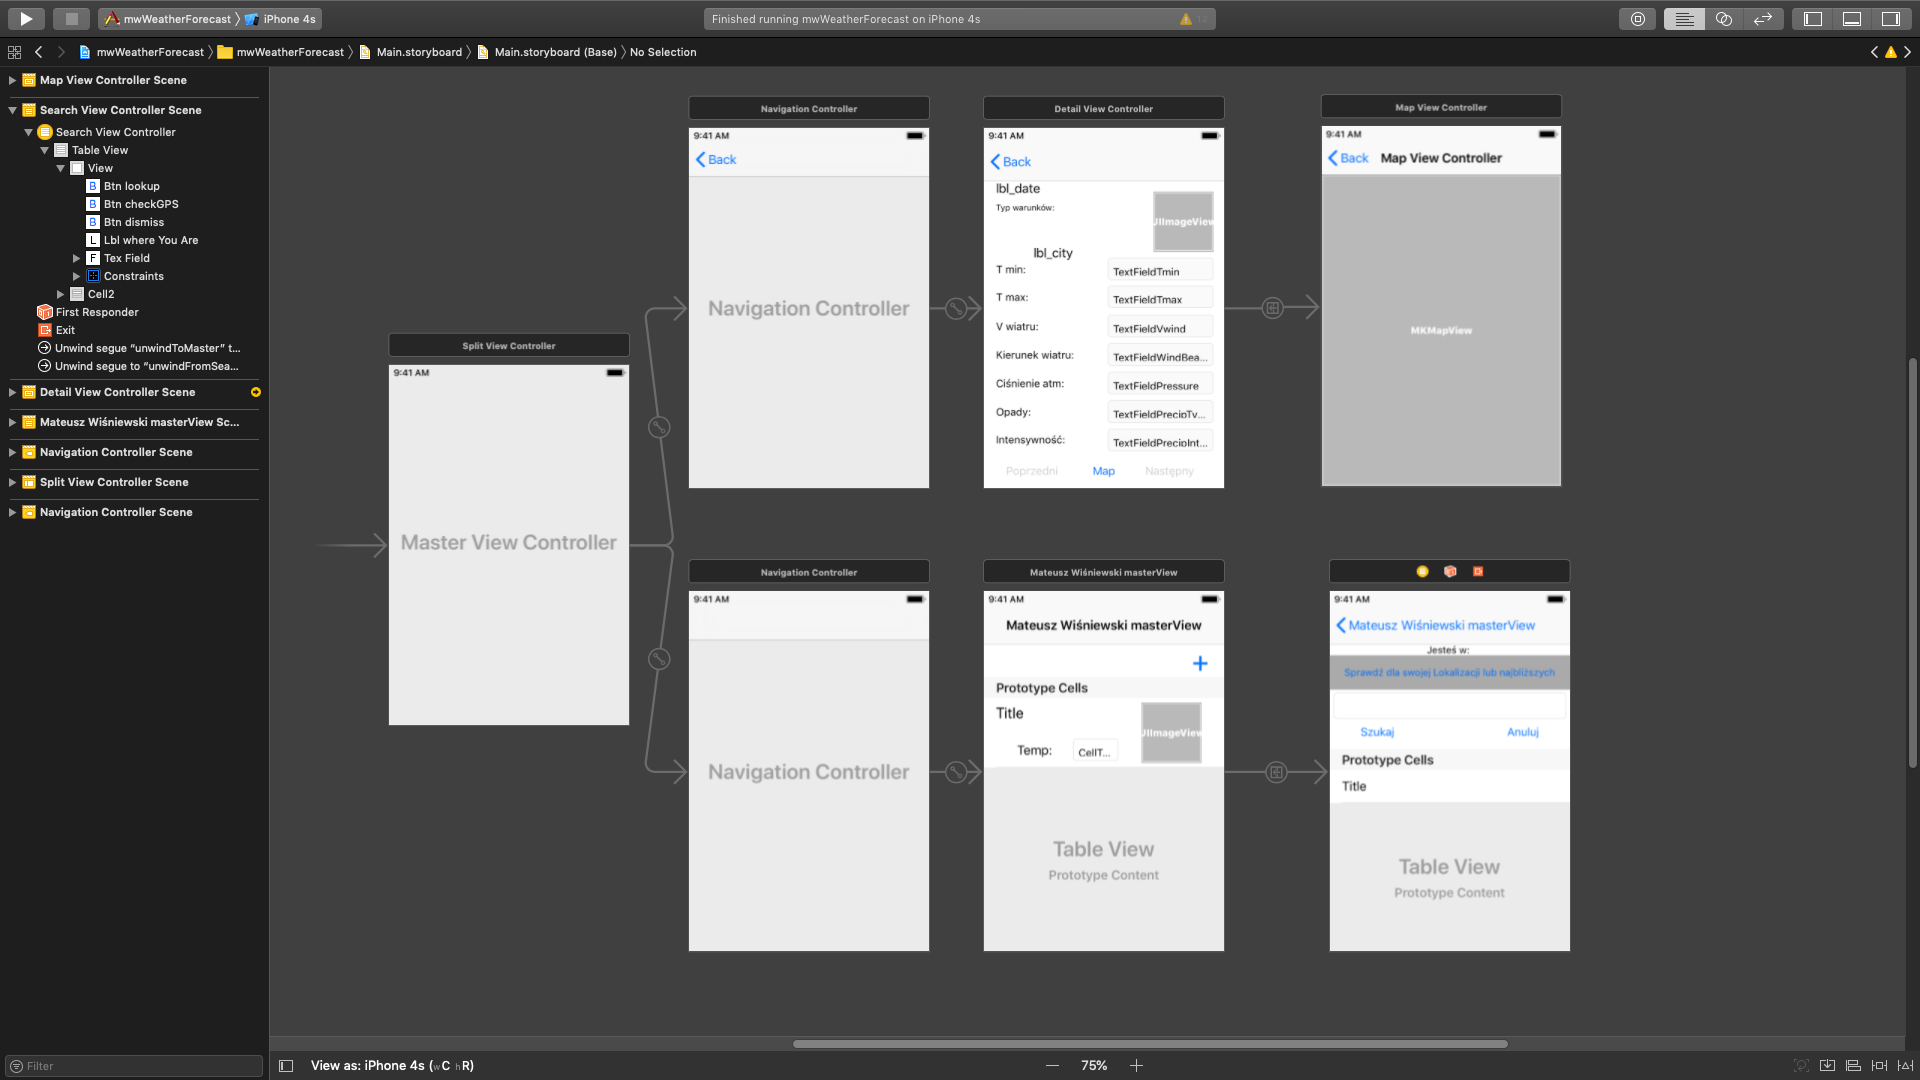 mwWeatherForecast
iPhone 4s
Finished running mwWeatherForecast on iPhone 4s
mwWeatherForecast
mwWeatherForecast
Main.storyboard
Main.storyboard (Base)
No Selection
Map View Controller Scene
Search View Controller Scene
Search View Controller
Table View
View
B Btn lookup
B Btn checkGPS
B Btn dismiss
L Lbl where You Are
F Tex Field
Constraints
Cell2
First Responder
Exit
Unwind segue “unwindToMaster” t...
Unwind segue to “unwindFromSea...
Detail View Controller Scene
Mateusz Wiśniewski masterView Sc...
Navigation Controller Scene
Split View Controller Scene
Navigation Controller Scene
Filter
Split View Controller
9:41 AM
Master View Controller
Navigation Controller
9:41 AM
Back
Navigation Controller
Detail View Controller
9:41 AM
Back
lbl_date
Typ warunków:
UIImageView
lbl_city
T min: TextFieldTmin
T max: TextFieldTmax
V wiatru: TextFieldVwind
Kierunek wiatru: TextFieldWindBea...
Ciśnienie atm: TextFieldPressure
Opady: TextFieldPrecipTy...
Intensywność: TextFieldPrecipInt...
Poprzedni Map Następny
Map View Controller
9:41 AM
Back Map View Controller
MKMapView
Navigation Controller
9:41 AM
Navigation Controller
Mateusz Wiśniewski masterView
9:41 AM
Mateusz Wiśniewski masterView
+
Prototype Cells
Title
UIImageView
Temp: CellT...
Table View
Prototype Content
9:41 AM
Mateusz Wiśniewski masterView
Jesteś w:
Sprawdź dla swojej Lokalizacji lub najbliższych
Szukaj Anuluj
Prototype Cells
Title
Table View
Prototype Content
View as: iPhone 4s (wC hR)
75%